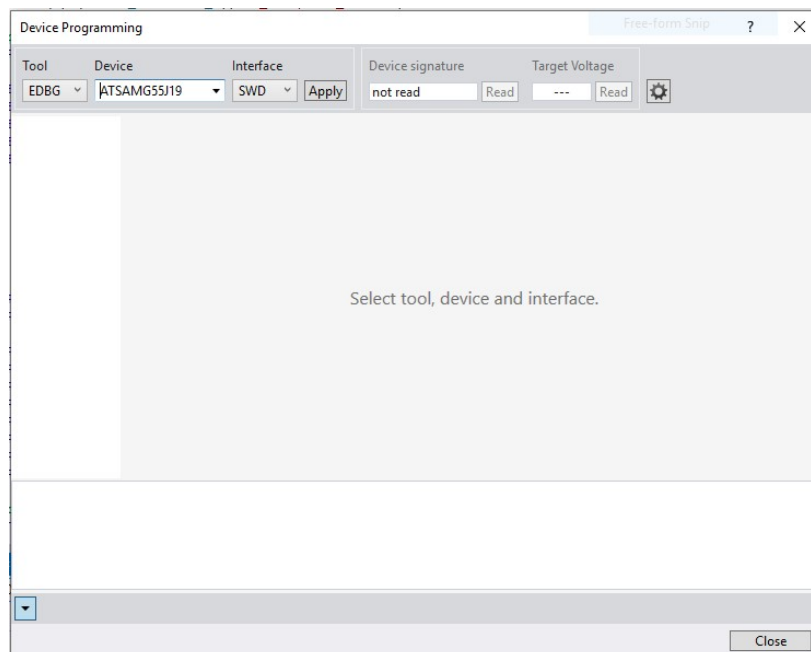 Free-form Snip
Device Programming ? ×
Tool Device Interface Device signature Target Voltage
EDBG ATSAMG55J19 SWD Apply not read Read --- Read
Select tool, device and interface.
Close